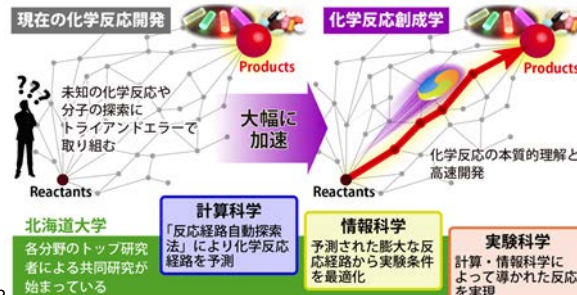 現在の化学反応開発
Products
???
未知の化学反応や
分子の探索に
トライアンドエラーで
取り組む
Reactants
大幅に
加速
化学反応創成学
Products
化学反応の本質的理解と
高速開発
Reactants
北海道大学
各分野のトップ研究
者による共同研究が
始まっている
計算科学
「反応経路自動探索
法」により化学反応
経路を予測
情報科学
予測された膨大な反
応経路から実験条件
を最適化
実験科学
計算・情報科学に
よって導かれた反応
を実現